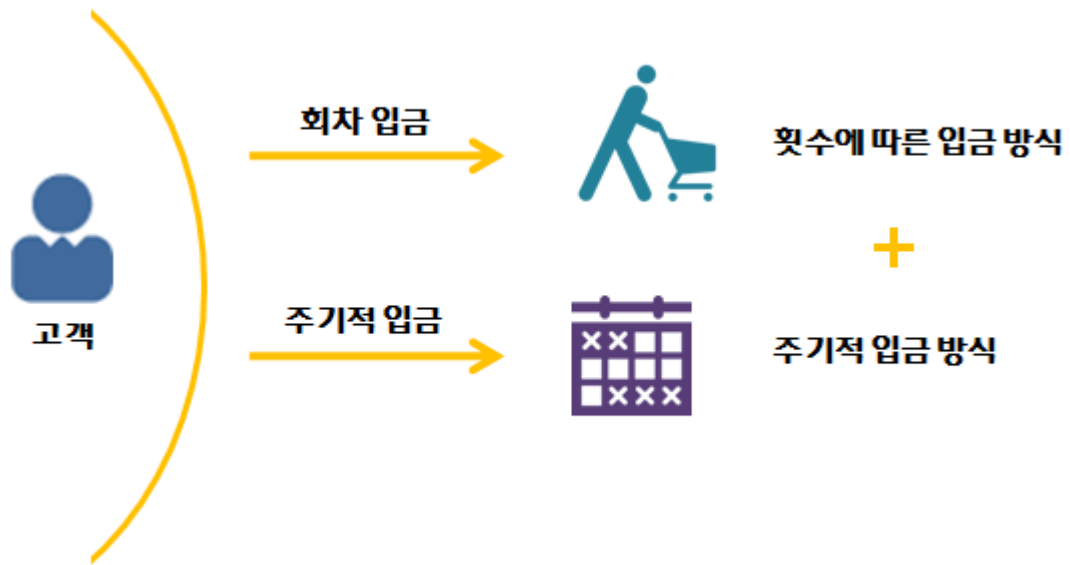 회차 입금
횟수에 따른 입금 방식
고객
주기적 입금
주기적 입금 방식